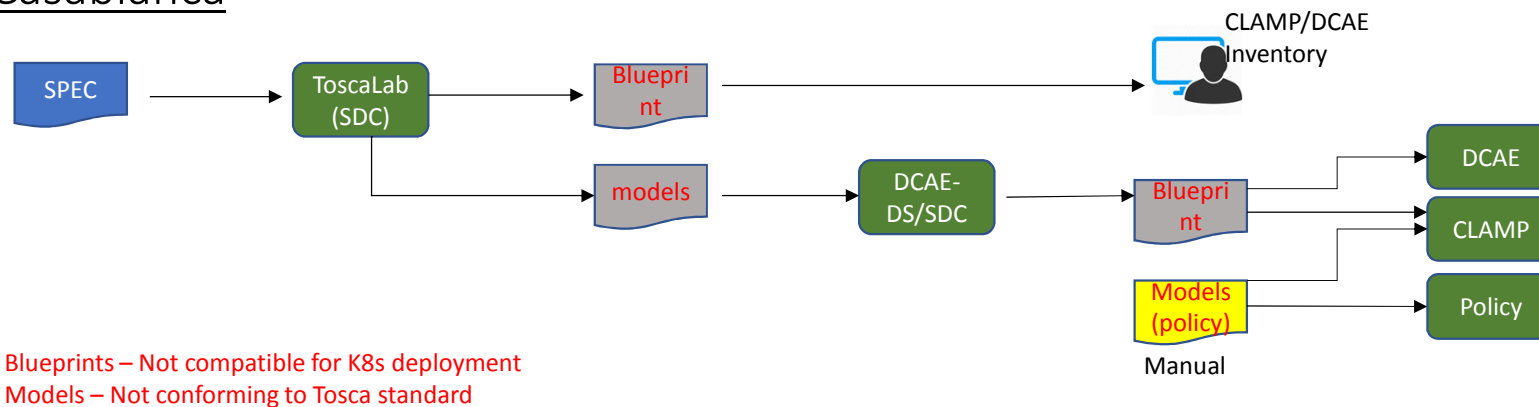 Casablanca
CLAMP/DCAE
Inventory
SPEC
ToscaLab
(SDC)
Bluepri
nt
models
DCAE-
DS/SDC
Bluepri
nt
DCAE
CLAMP
Models
(policy)
Policy
Manual
Blueprints – Not compatible for K8s deployment
Models – Not conforming to Tosca standard